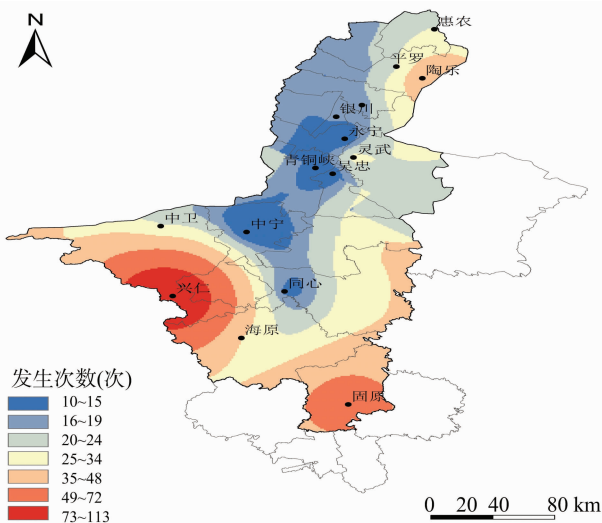 N
惠农
平罗
陶乐
银川
永宁
灵武
青铜峡
吴忠
中卫
中宁
兴仁
同心
海原
固原
发生次数(次)
10~15
16~19
20~24
25~34
35~48
49~72
73~113
0 20 40 80 km